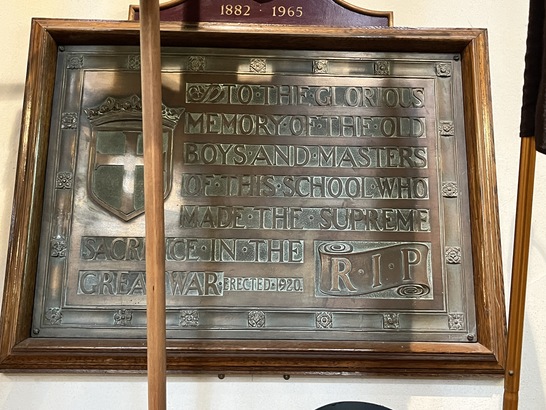 1882 · 1965
TO·THE·GLORIOUS
MEMORY·OF·THE·OLD
BOYS·AND·MASTERS
OF·THIS·SCHOOL·WHO
MADE·THE·SUPREME
SACRIFICE·IN·THE
GREAT·WAR·ERECTED·1920.
R·I·P